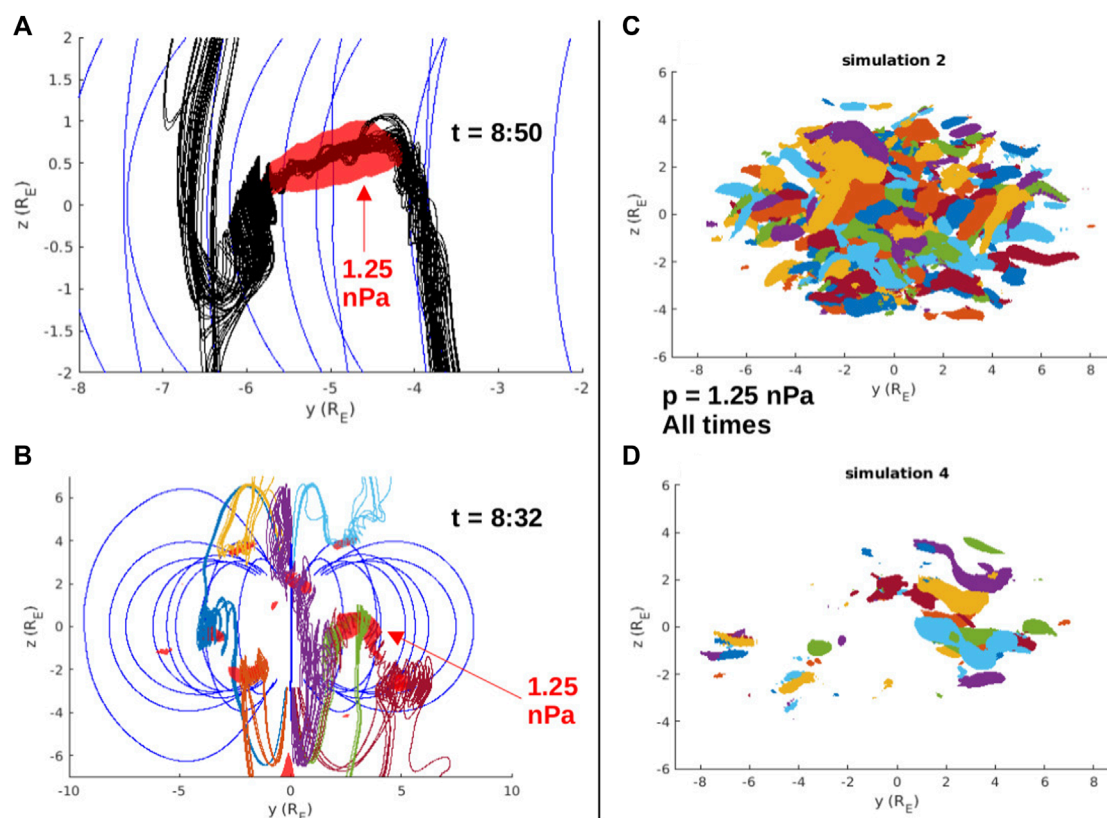 A
2
1.5
1
0.5
0
-0.5
-1
-1.5
-2
z (R_E)
t = 8:50
1.25
nPa
-8 -7 -6 -5 -4 -3 -2
y (R_E)
B
6
4
2
0
-2
-4
-6
z (R_E)
t = 8:32
1.25
nPa
-10 -5 0 5 10
y (R_E)
C
simulation 2
6
4
2
0
-2
-4
-6
z (R_E)
-8 -6 -4 -2 0 2 4 6 8
y (R_E)
p = 1.25 nPa
All times
D
simulation 4
6
4
2
0
-2
-4
-6
z (R_E)
-8 -6 -4 -2 0 2 4 6 8
y (R_E)